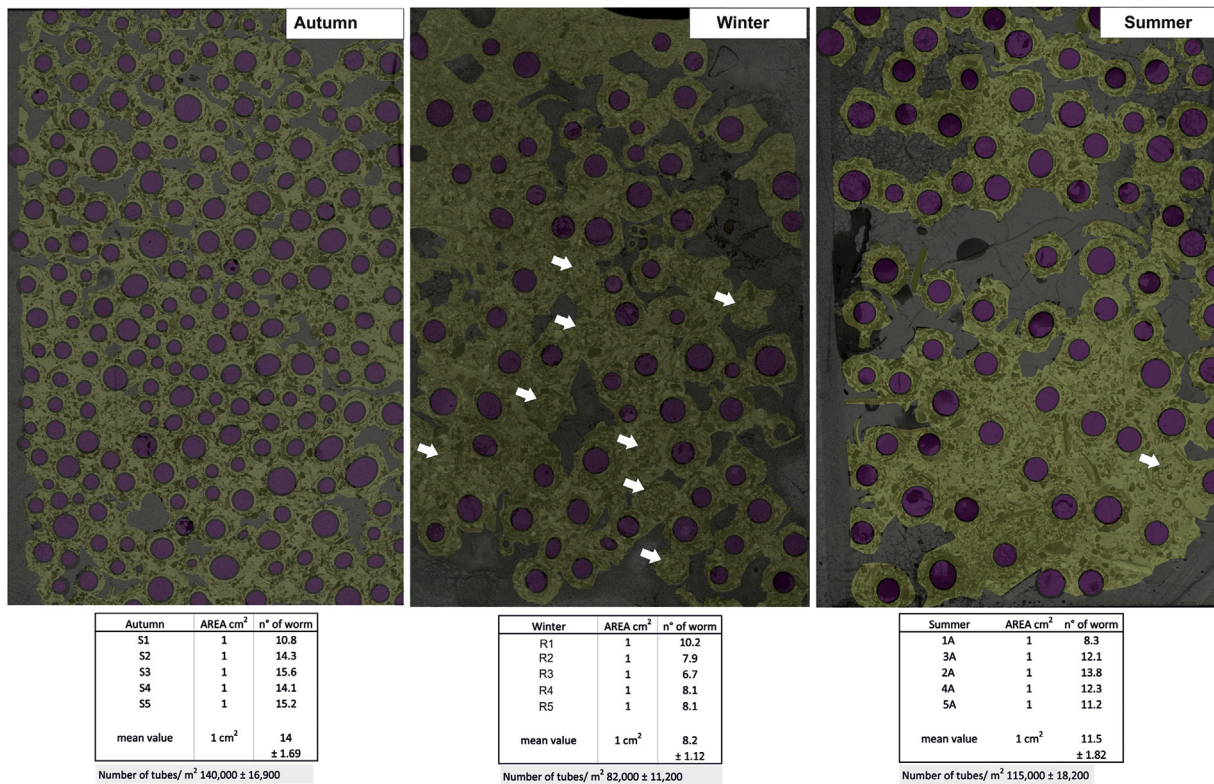 Autumn
Winter
Summer
Autumn AREA cm² n° of worm
S1 1 10.8
S2 1 14.3
S3 1 15.6
S4 1 14.1
S5 1 15.2
mean value 1 cm² 14
± 1.69
Number of tubes/ m² 140,000 ± 16,900
Winter AREA cm² n° of worm
R1 1 10.2
R2 1 7.9
R3 1 6.7
R4 1 8.1
R5 1 8.1
mean value 1 cm² 8.2
± 1.12
Number of tubes/ m² 82,000 ± 11,200
Summer AREA cm² n° of worm
1A 1 8.3
3A 1 12.1
2A 1 13.8
4A 1 12.3
5A 1 11.2
mean value 1 cm² 11.5
± 1.82
Number of tubes/ m² 115,000 ± 18,200